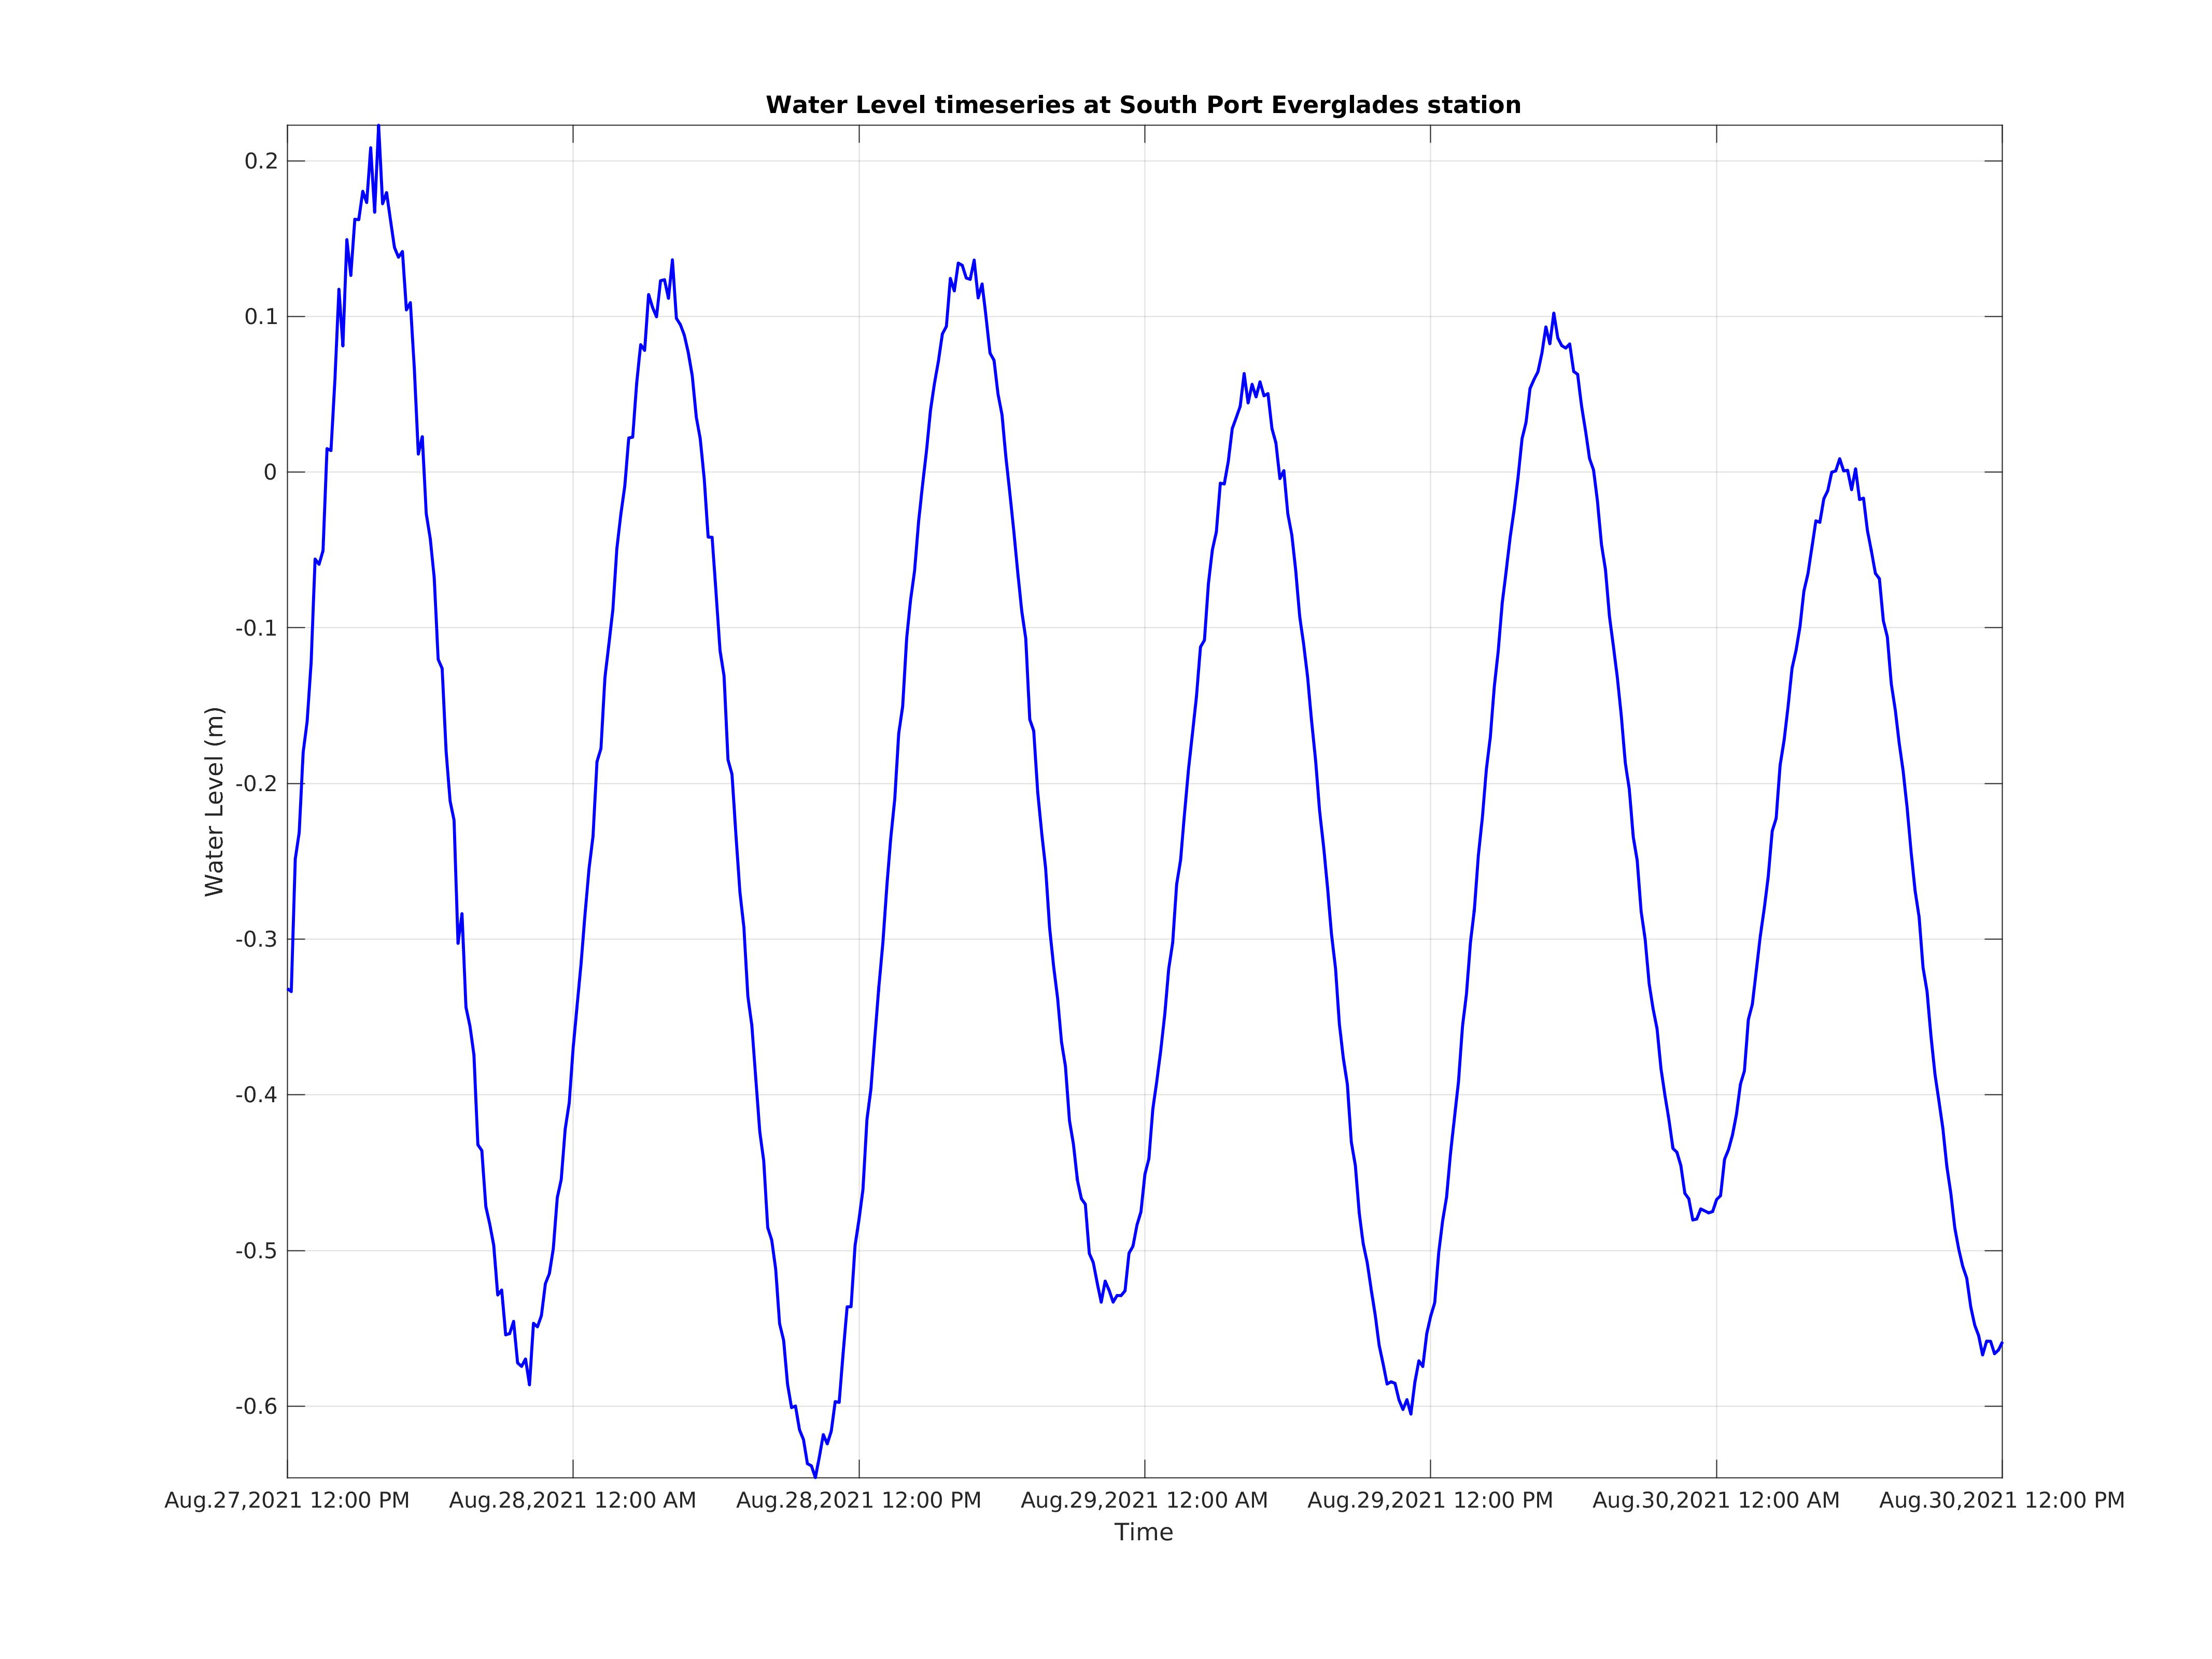 Water Level timeseries at South Port Everglades station
0.2
0.1
0
-0.1
-0.2
-0.3
-0.4
-0.5
-0.6
Water Level (m)
Aug.27,2021 12:00 PM Aug.28,2021 12:00 AM Aug.28,2021 12:00 PM Aug.29,2021 12:00 AM Aug.29,2021 12:00 PM Aug.30,2021 12:00 AM Aug.30,2021 12:00 PM
Time